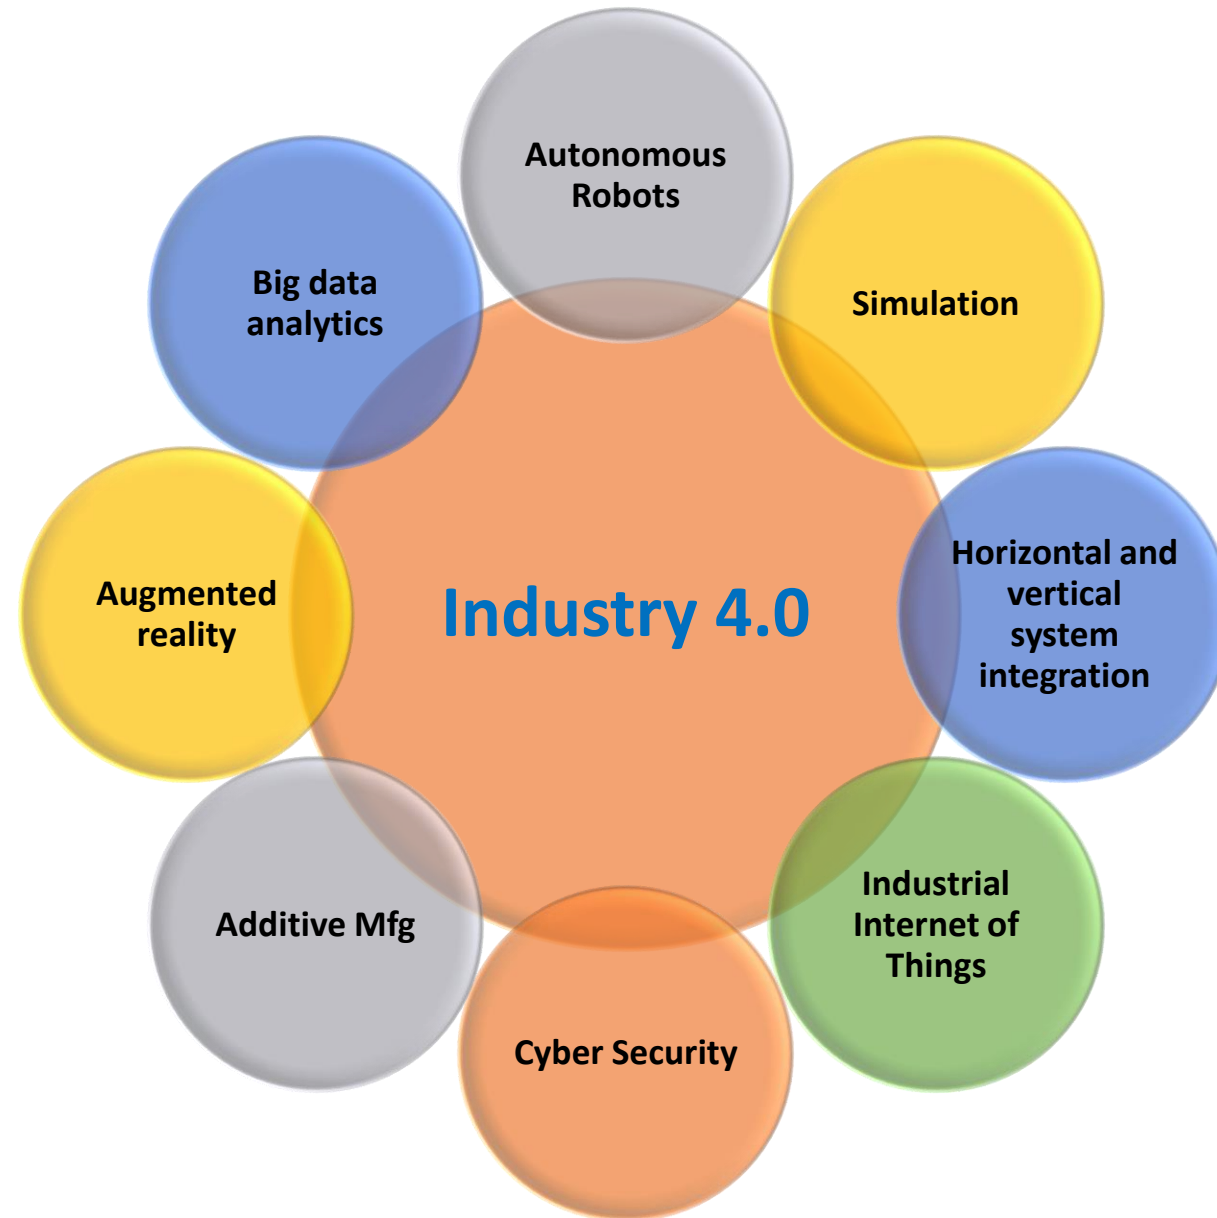 Autonomous
Robots
Simulation
Horizontal and
vertical
system
integration
Industrial
Internet of
Things
Cyber Security
Additive Mfg
Augmented
reality
Big data
analytics
Industry 4.0